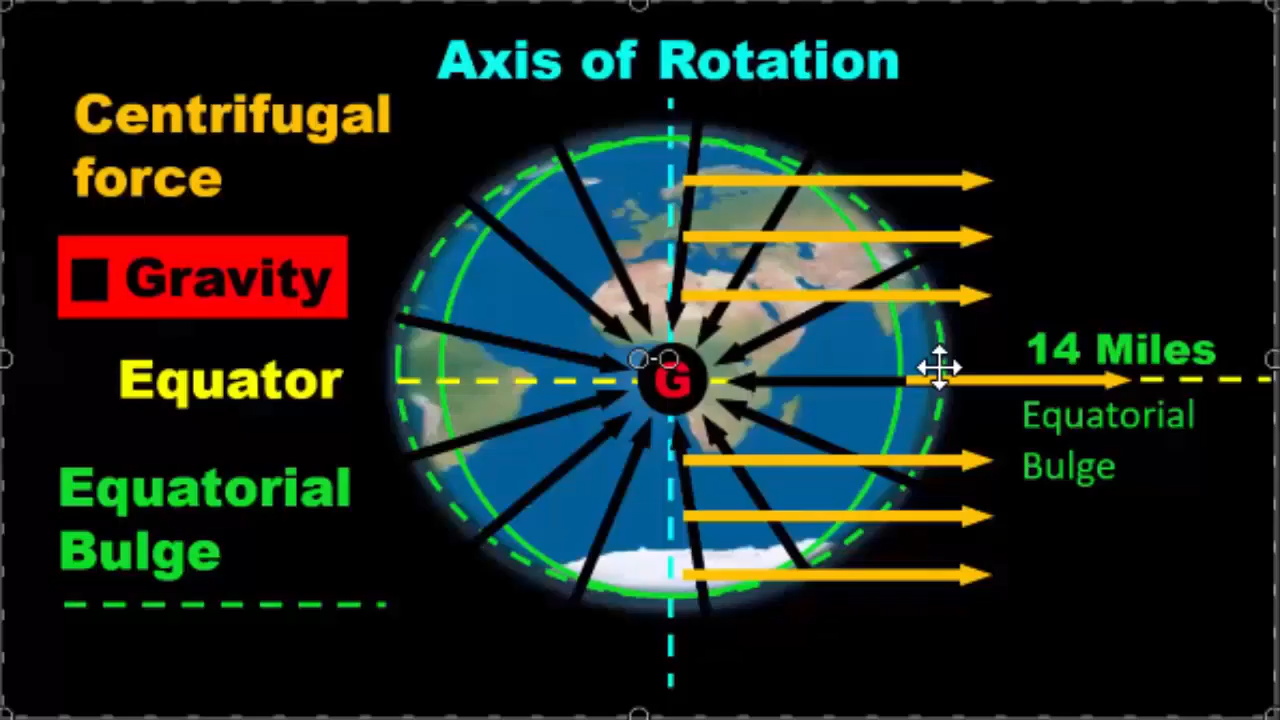 Axis of Rotation
Centrifugal
force
Gravity
Equator
G
14 Miles
Equatorial
Bulge
Equatorial
Bulge